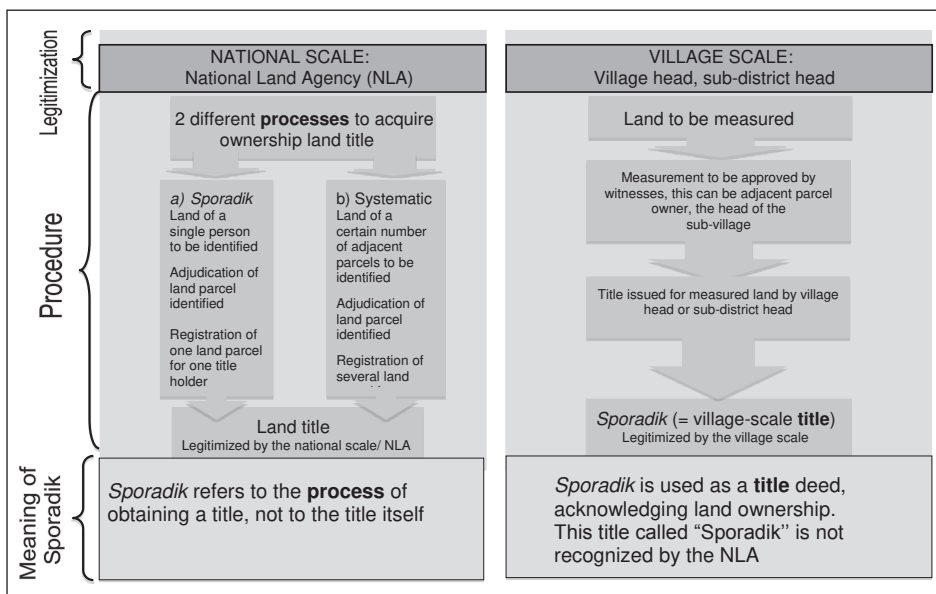 Legitimization
NATIONAL SCALE:
National Land Agency (NLA)
VILLAGE SCALE:
Village head, sub-district head
Procedure
2 different processes to acquire
ownership land title
a) Sporadik
Land of a
single person
to be identified
Adjudication of
land parcel
identified
Registration of
one land parcel
for one title
holder
b) Systematic
Land of a
certain number
of adjacent
parcels to be
identified
Adjudication of
land parcel
identified
Registration of
several land
Land title
Legitimized by the national scale/ NLA
Land to be measured
Measurement to be approved by
witnesses, this can be adjacent parcel
owner, the head of the
sub-village
Title issued for measured land by village
head or sub-district head
Sporadik (= village-scale title)
Legitimized by the village scale
Meaning of
Sporadik
Sporadik refers to the process of
obtaining a title, not to the title itself
Sporadik is used as a title deed,
acknowledging land ownership.
This title called “Sporadik'' is not
recognized by the NLA